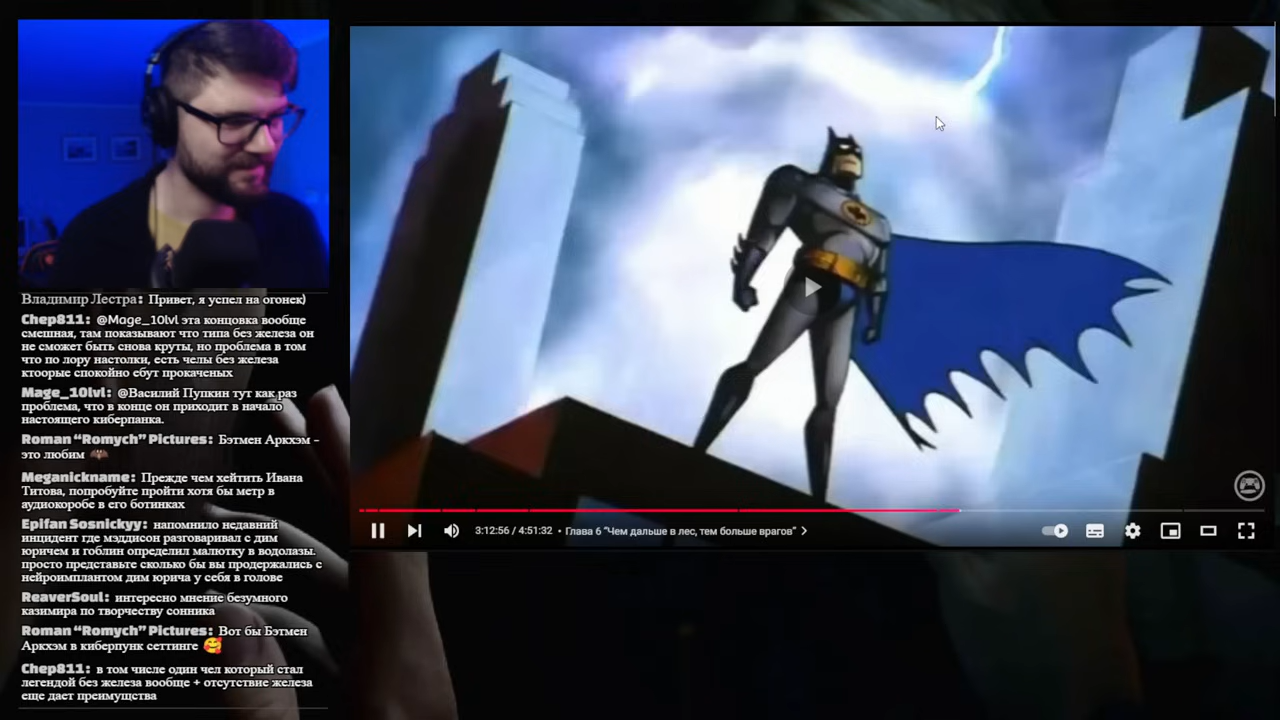 Владимир Лестра: Привет, я успел на огонек)
Chep811: @Mage_10lvl эта концовка вообще
смешная, там показывают что типа без железа он
не сможет быть снова круты, но проблема в том
что по лору настолки, есть челы без железа
ктоорые спокойно ебут прокаченых
Mage_10lvl: @Василий Пупкин тут как раз
проблема, что в конце он приходит в начало
настоящего киберпанка.
Roman “Romych” Pictures: Бэтмен Аркхэм -
это любим 🦇
Meganickname: Прежде чем хейтить Ивана
Титова, попробуйте пройти хотя бы метр в
аудиокоробе в его ботинках
Epifan Sosnickyy: напомнило недавний
инцидент где мэддисон разговаривал с дим
юричем и гоблин определил малютку в водолазы.
просто представьте сколько бы вы продержались с
нейроимплантом дим юрича у себя в голове
ReaverSoul: интересно мнение безумного
казимира по творчеству сонника
Roman “Romych” Pictures: Вот бы Бэтмен
Аркхэм в киберпунк сеттинге 🥰
Chep811: в том числе один чел который стал
легендой без железа вообще + отсутствие железа
еще дает преимущства
3:12:56 / 4:51:32 • Глава 6 “Чем дальше в лес, тем больше врагов” >